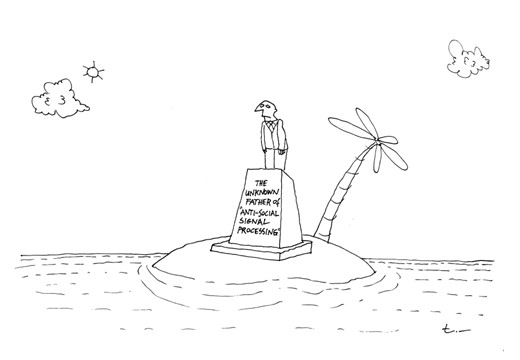 THE
UNKNOWN
FATHER OF
"ANTI-SOCIAL
SIGNAL
PROCESSING"
t.—